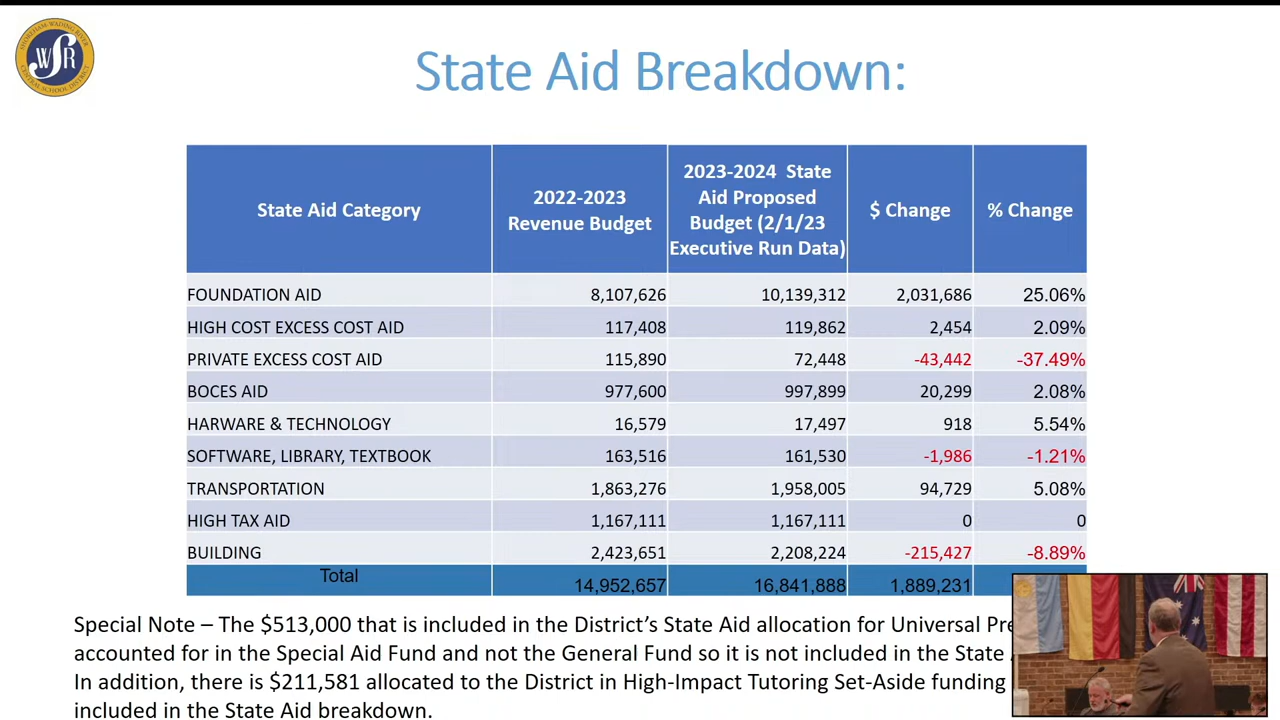 SHOREHAM-WADING RIVER
CENTRAL SCHOOL DISTRICT
WSR
State Aid Breakdown:
State Aid Category
2022-2023
Revenue Budget
2023-2024 State
Aid Proposed
Budget (2/1/23
Executive Run Data)
$ Change
% Change
FOUNDATION AID 8,107,626 10,139,312 2,031,686 25.06%
HIGH COST EXCESS COST AID 117,408 119,862 2,454 2.09%
PRIVATE EXCESS COST AID 115,890 72,448 -43,442 -37.49%
BOCES AID 977,600 997,899 20,299 2.08%
HARWARE & TECHNOLOGY 16,579 17,497 918 5.54%
SOFTWARE, LIBRARY, TEXTBOOK 163,516 161,530 -1,986 -1.21%
TRANSPORTATION 1,863,276 1,958,005 94,729 5.08%
HIGH TAX AID 1,167,111 1,167,111 0 0
BUILDING 2,423,651 2,208,224 -215,427 -8.89%
Total 14,952,657 16,841,888 1,889,231
Special Note – The $513,000 that is included in the District's State Aid allocation for Universal Pre
accounted for in the Special Aid Fund and not the General Fund so it is not included in the State
In addition, there is $211,581 allocated to the District in High-Impact Tutoring Set-Aside funding
included in the State Aid breakdown.